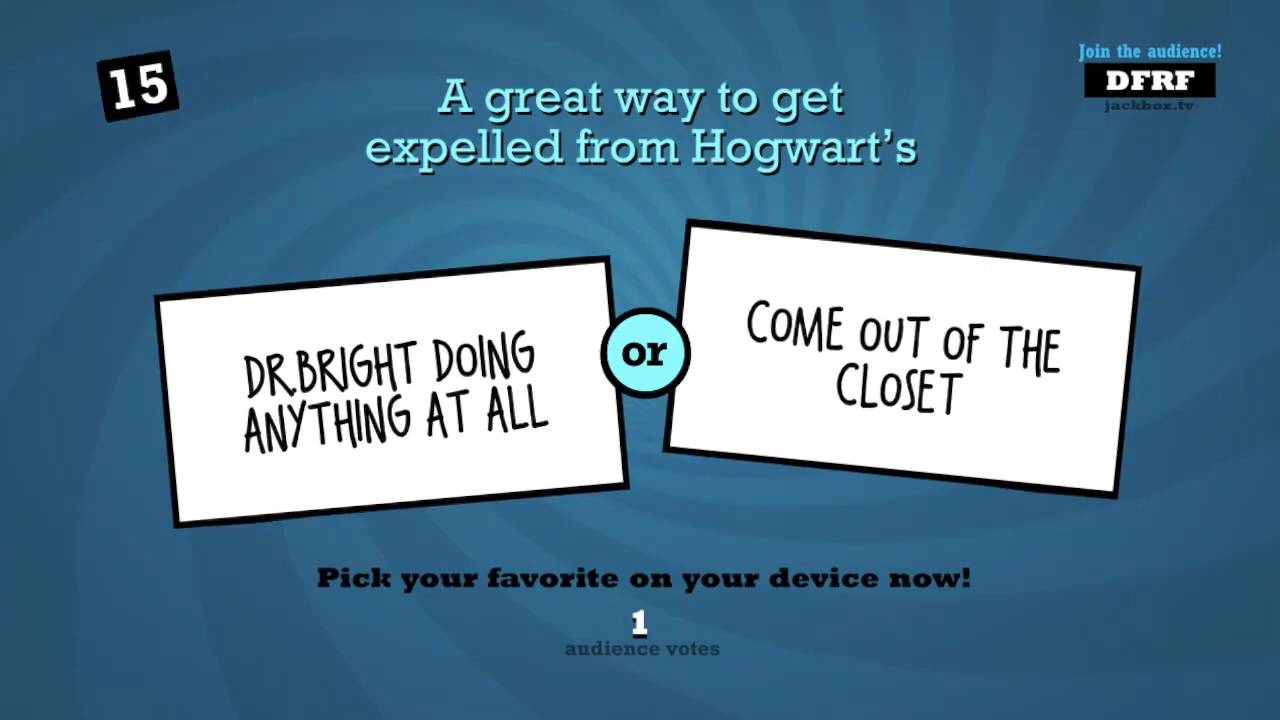 15
Join the audience!
DFRF
jackbox.tv
A great way to get
expelled from Hogwart's
DR.BRIGHT DOING
ANYTHING AT ALL
or
COME OUT OF THE
CLOSET
Pick your favorite on your device now!
1
audience votes